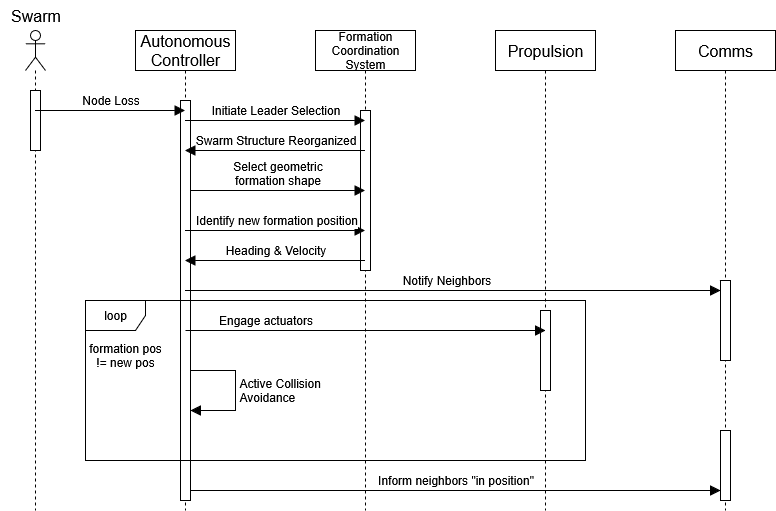 Swarm
Autonomous
Controller
Formation
Coordination
System
Propulsion
Comms
Node Loss
Initiate Leader Selection
Swarm Structure Reorganized
Select geometric
formation shape
Identify new formation position
Heading & Velocity
Notify Neighbors
loop
Engage actuators
formation pos
!= new pos
Active Collision
Avoidance
Inform neighbors "in position"